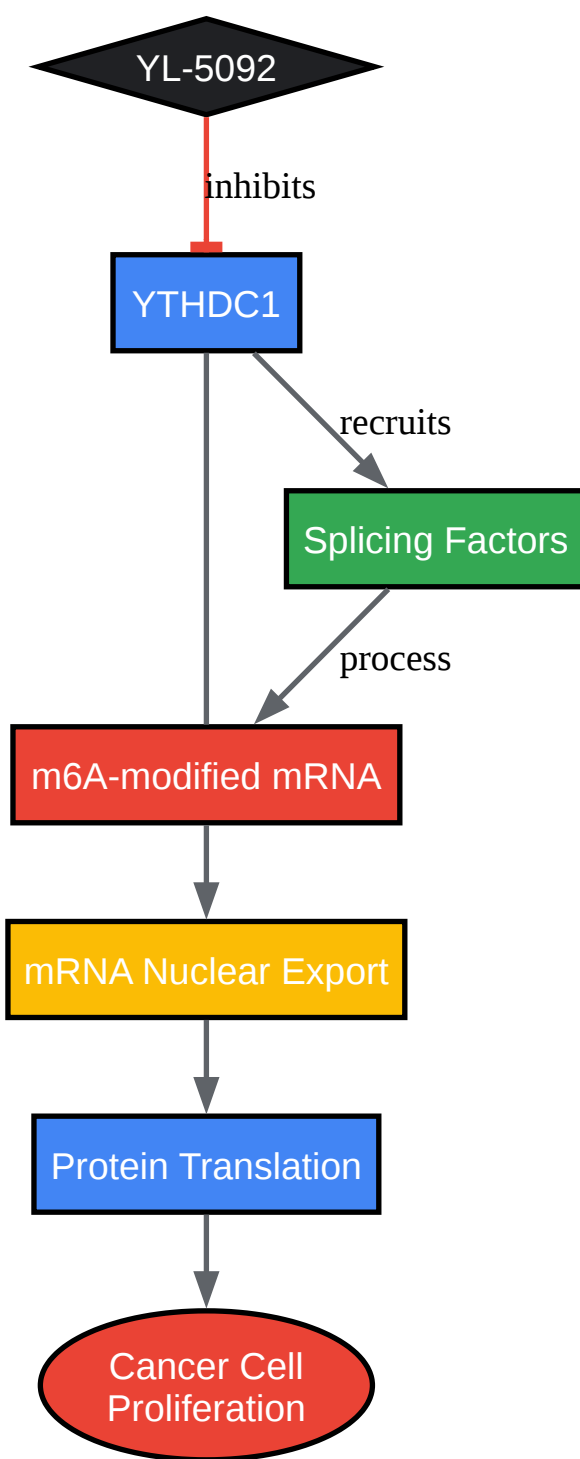 YL-5092
inhibits
YTHDC1
recruits
Splicing Factors
process
m6A-modified mRNA
mRNA Nuclear Export
Protein Translation
Cancer Cell
Proliferation